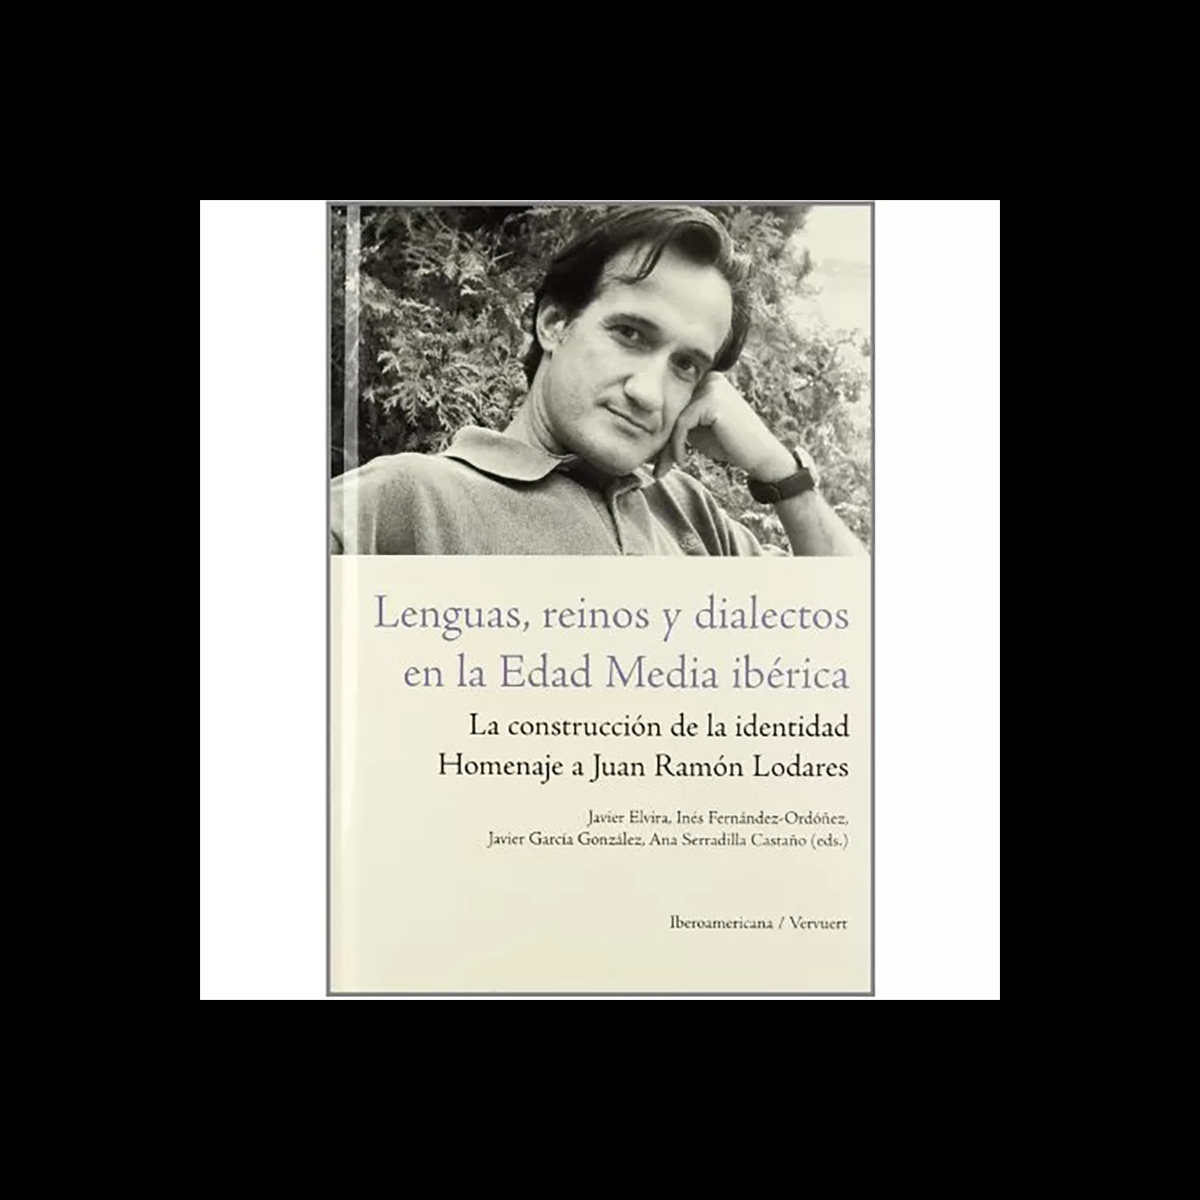 Lenguas, reinos y dialectos
en la Edad Media ibérica
La construcción de la identidad
Homenaje a Juan Ramón Lodares
Javier Elvira, Inés Fernández-Ordóñez,
Javier García González, Ana Serradilla Castaño (eds.)
Iberoamericana / Vervuert